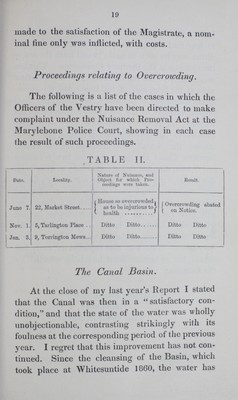 19
made to the satisfaction of the Magistrate, a nom-
inal fine only was inflicted, with costs.
Proceedings relating to Overcrowding.
The following is a list of the cases in which the
Officers of the Vestry have been directed to make
complaint under the Nuisance Removal Act at the
Marylebone Police Court, showing in each case
the result of such proceedings.
TABLE II.
Date. Locality. Nature of Nuisance, and Object for which Pro- ceedings were taken. Result.
June 7. 22, Market Street.... { House so overcrowded as to be injurious to health .......... } { Overcrowding abated on Notice.
Nov. 1. 5, Tarlington Place.. Ditto Ditto..... Ditto Ditto
Jan. 3. 9, Torrington Mews.. Ditto Ditto..... Ditto Ditto
The Canal Basin.
At the close of my last year's Report I stated
that the Canal was then in a "satisfactory con-
dition," and that the state of the water was wholly
unobjectionable, contrasting strikingly with its
foulness at the corresponding period of the previous
year. I regret that this improvement has not con-
tinued. Since the cleansing of the Basin, which
took place at Whitsuntide 1860, the water has